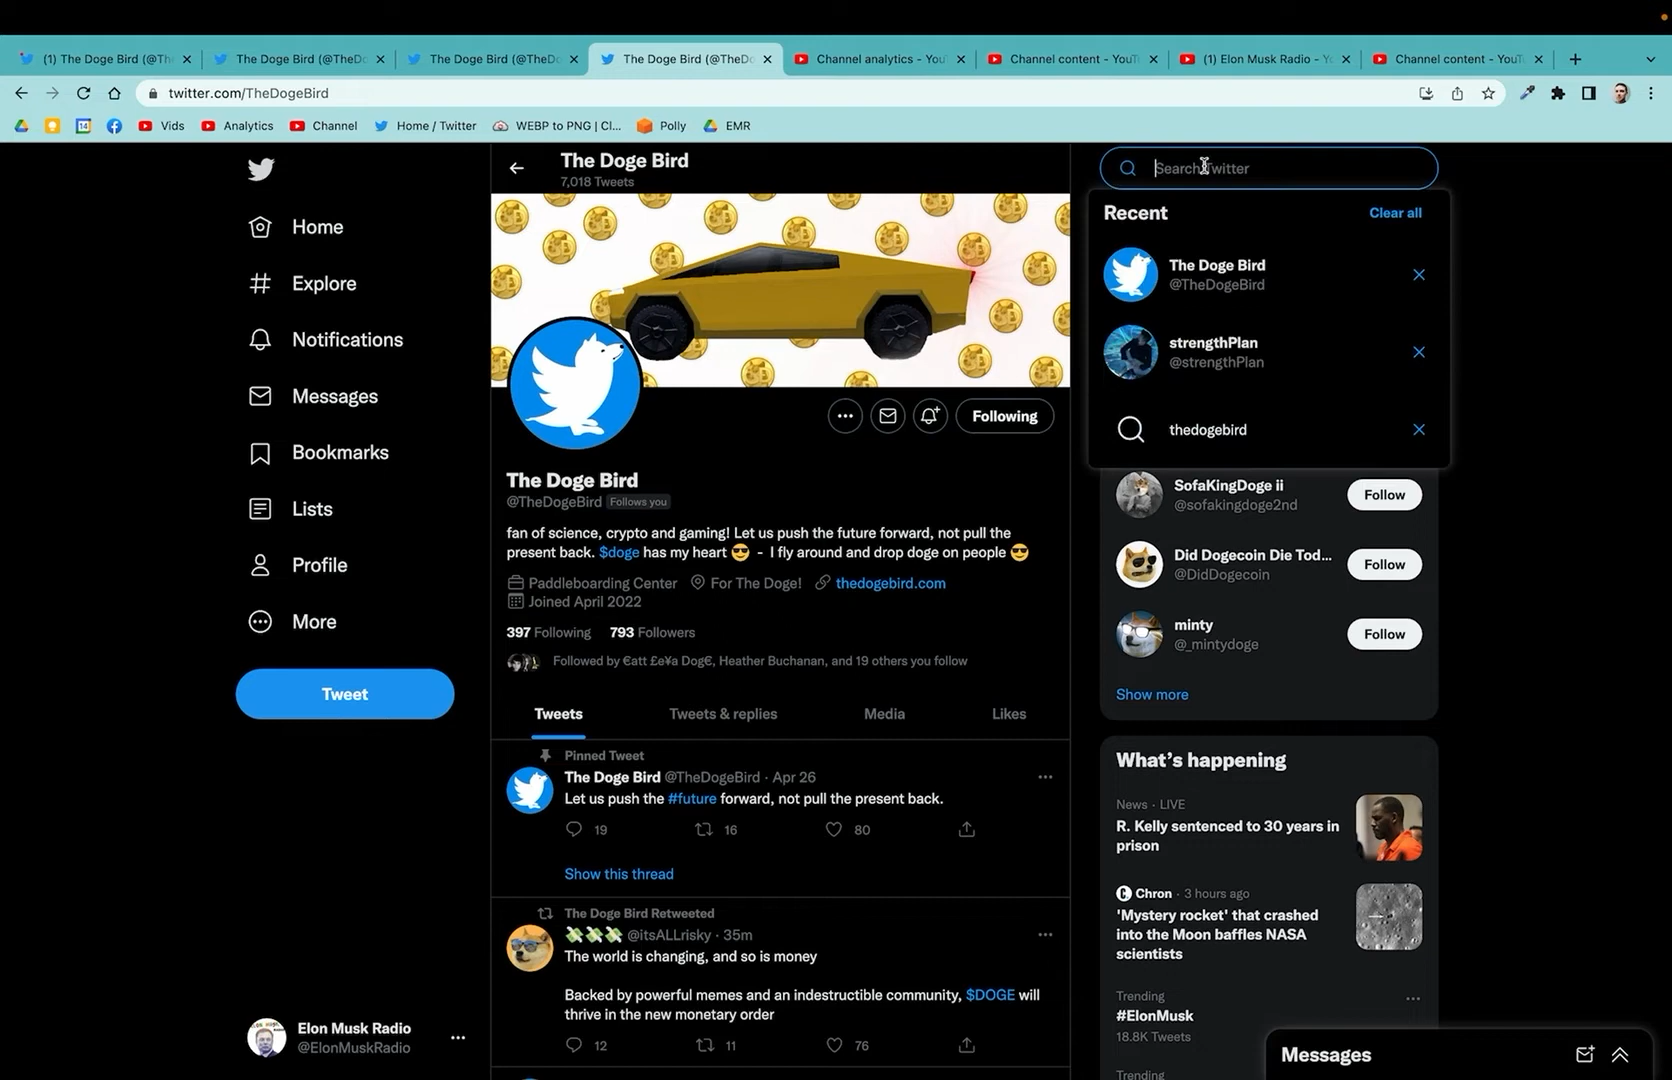 (1) The Doge Bird (@Th
The Doge Bird (@TheD
The Doge Bird (@TheDo
The Doge Bird (@TheDo
Channel analytics - You
Channel content - YouT
(1) Elon Musk Radio - Y
Channel content - YouT
twitter.com/TheDogeBird
14
Vids
Analytics
Channel
Home / Twitter
WEBP to PNG | Cl...
Polly
EMR
Home
Explore
Notifications
Messages
Bookmarks
Lists
Profile
More
Tweet
Elon Musk Radio
@ElonMuskRadio
The Doge Bird
7,018 Tweets
Following
The Doge Bird
@TheDogeBird Follows you
fan of science, crypto and gaming! Let us push the future forward, not pull the
present back. $doge has my heart 😎 - I fly around and drop doge on people 😎
Paddleboarding Center For The Doge! thedogebird.com
Joined April 2022
397 Following 793 Followers
Followed by €att £e¥a Dog€, Heather Buchanan, and 19 others you follow
Tweets Tweets & replies Media Likes
Pinned Tweet
The Doge Bird @TheDogeBird · Apr 26
Let us push the #future forward, not pull the present back.
19 16 80
Show this thread
The Doge Bird Retweeted
💸💸💸 @itsALLrisky · 35m
The world is changing, and so is money
Backed by powerful memes and an indestructible community, $DOGE will
thrive in the new monetary order
12 11 76
Search Twitter
Recent Clear all
The Doge Bird
@TheDogeBird
strengthPlan
@strengthPlan
thedogebird
SofaKingDoge ii
@sofakingdoge2nd
Follow
Did Dogecoin Die Tod...
@DidDogecoin
Follow
minty
@_mintydoge
Follow
Show more
What's happening
News · LIVE
R. Kelly sentenced to 30 years in
prison
Chron · 3 hours ago
'Mystery rocket' that crashed
into the Moon baffles NASA
scientists
Trending
#ElonMusk
18.8K Tweets
Trending
Messages